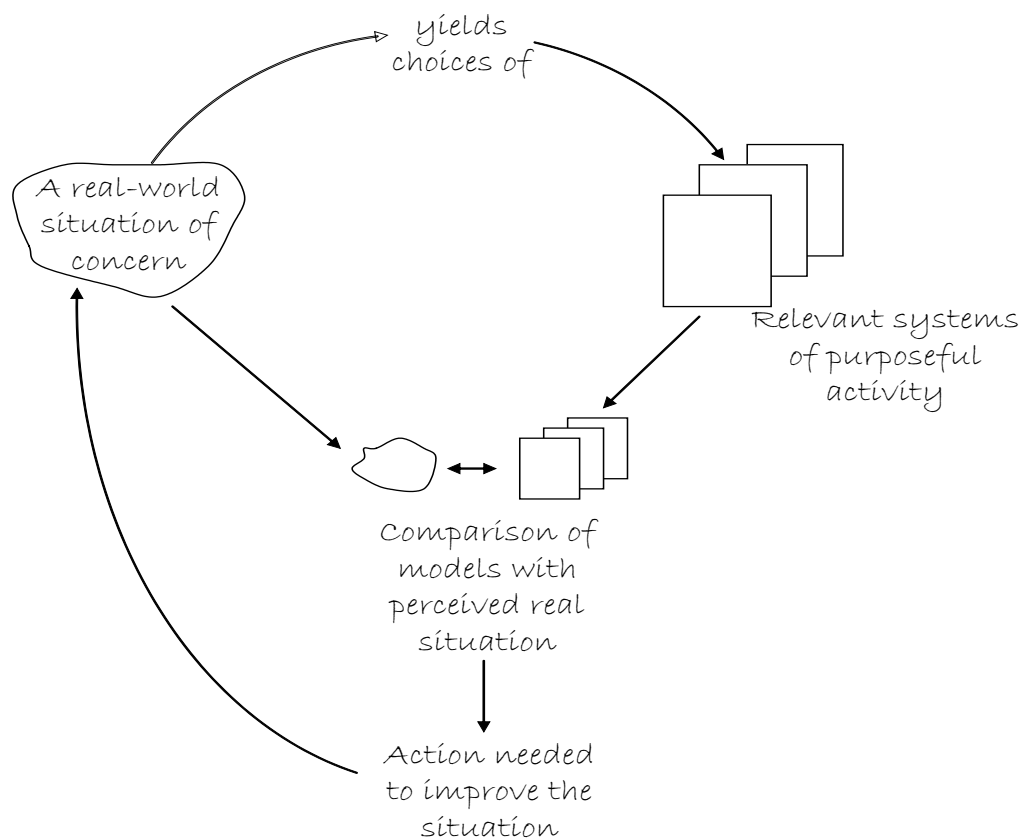 yields
choices of
A real-world
situation of
concern
Relevant systems
of purposeful
activity
Comparison of
models with
perceived real
situation
Action needed
to improve the
situation